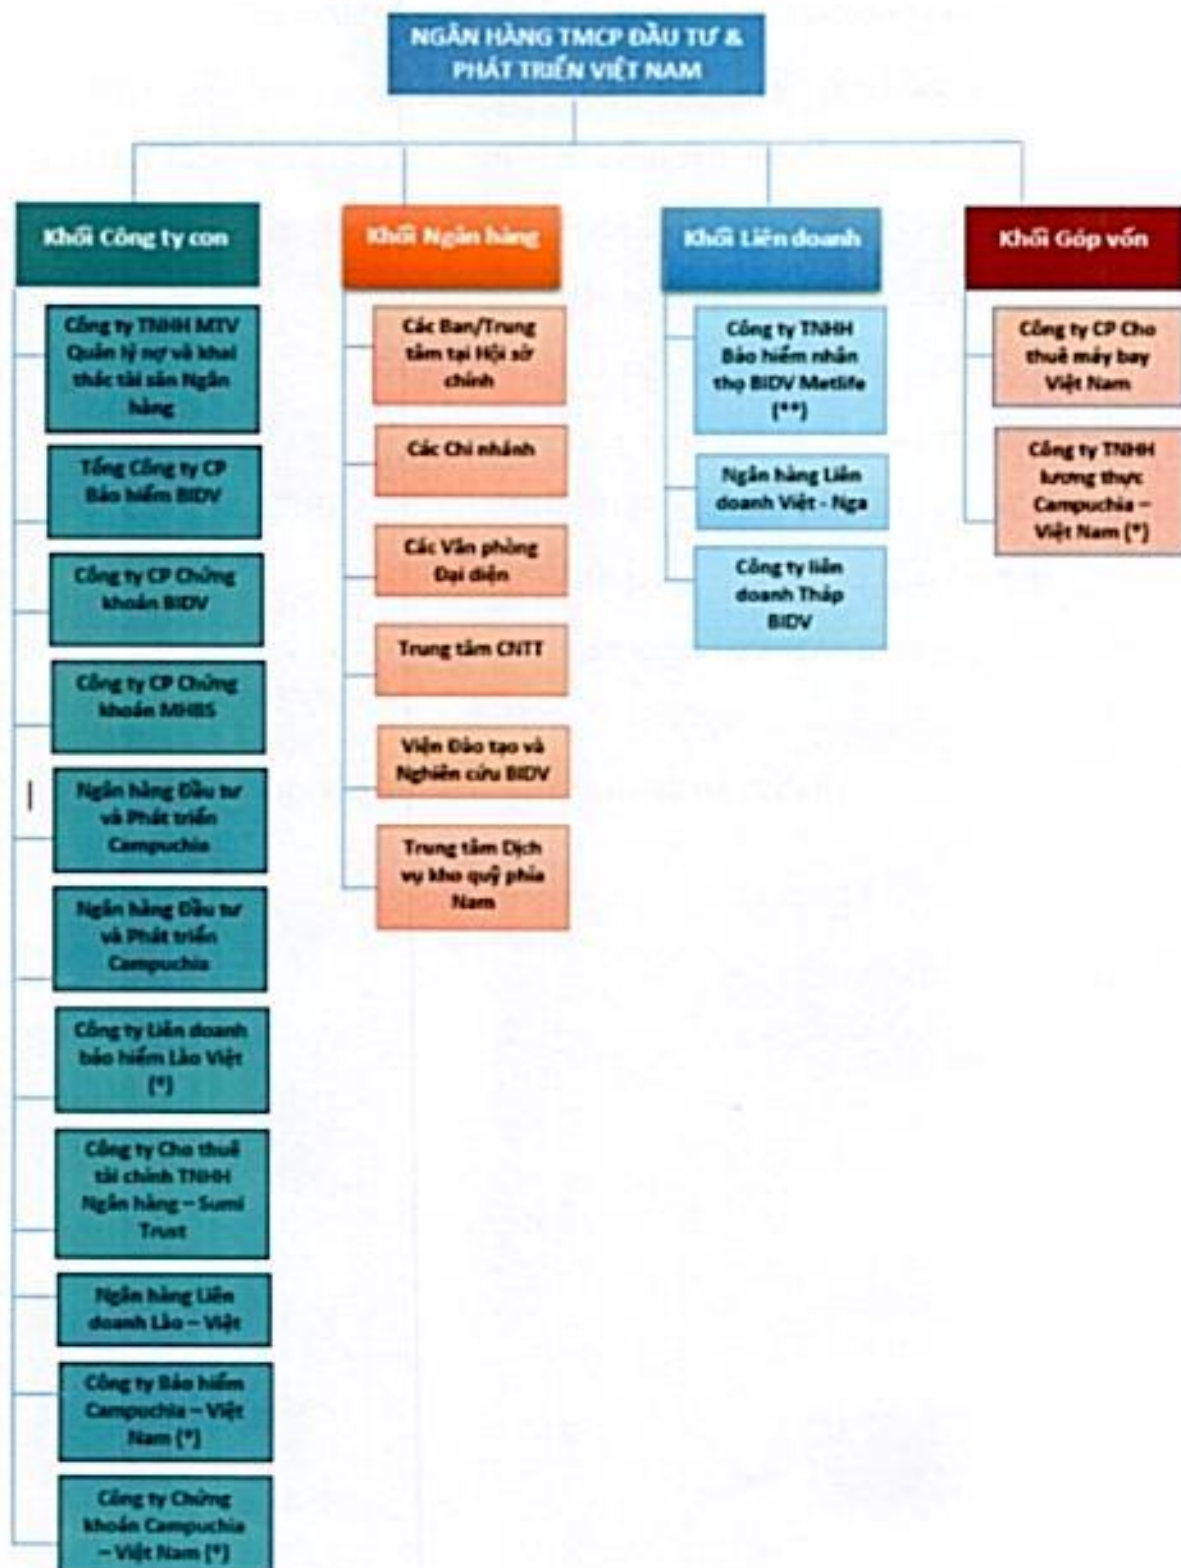 NGÂN HÀNG TMCP ĐẦU TƯ &
PHÁT TRIỂN VIỆT NAM
Khối Công ty con
Công ty TNHH MTV
Quản lý nợ và khai
thác tài sản Ngân
hàng
Tổng Công ty CP
Bảo hiểm BIDV
Công ty CP Chứng
khoán BIDV
Công ty CP Chứng
khoán MHBS
Ngân hàng Đầu tư
và Phát triển
Campuchia
Ngân hàng Đầu tư
và Phát triển
Campuchia
Công ty Liên doanh
bảo hiểm Lào Việt
(*)
Công ty Cho thuê
tài chính TNHH
Ngân hàng – Sumi
Trust
Ngân hàng Liên
doanh Lào – Việt
Công ty Bảo hiểm
Campuchia – Việt
Nam (*)
Công ty Chứng
khoán Campuchia
– Việt Nam (*)
Khối Ngân hàng
Các Ban/Trung
tâm tại Hội sở
chính
Các Chi nhánh
Các Văn phòng
Đại diện
Trung tâm CNTT
Viện Đào tạo và
Nghiên cứu BIDV
Trung tâm Dịch
vụ kho quỹ phía
Nam
Khối Liên doanh
Công ty TNHH
Bảo hiểm nhân
thọ BIDV Metlife
(**)
Ngân hàng Liên
doanh Việt - Nga
Công ty liên
doanh Tháp
BIDV
Khối Góp vốn
Công ty CP Cho
thuê máy bay
Việt Nam
Công ty TNHH
lương thực
Campuchia –
Việt Nam (*)